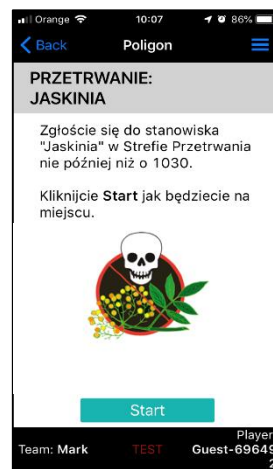 Orange 10:07 86%
Back Poligon
PRZETRWANIE:
JASKINIA
Zgłoście się do stanowiska
"Jaskinia" w Strefie Przetrwania
nie później niż o 1030.
Kliknijcie Start jak będziecie na
miejscu.
Start
Player
Team: Mark TEST Guest-69649
2